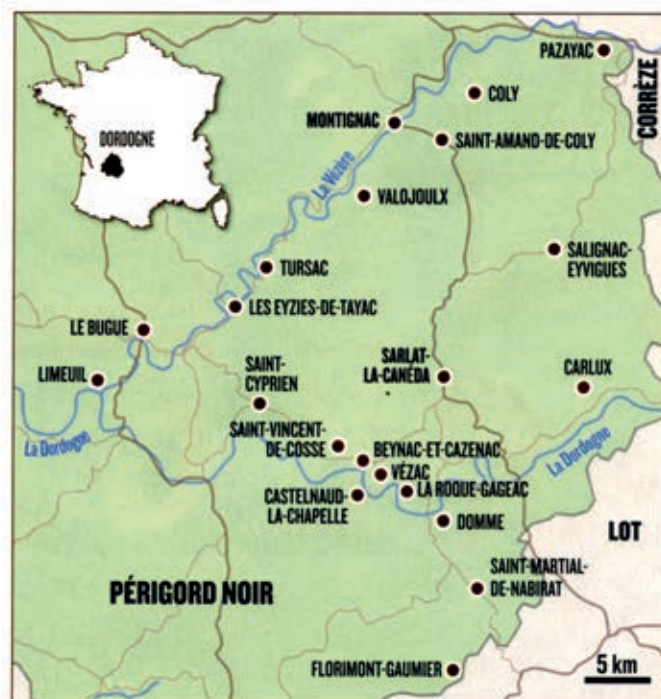 PAZAYAC
CORRÈZE
COLY
DORDOGNE
MONTIGNAC
SAINT-AMAND-DE-COLY
La Vézère
VALOJOULX
SALIGNAC-
EYVIGUES
TURSAC
LES EYZIES-DE-TAYAC
LE BUGUE
SAINT-
CYPRIEN
SARLAT-
LA-CANÉDA
CARLUX
LIMEUIL
La Dordogne
SAINT-VINCENT-
DE-COSSE
BEYNAC-ET-CAZENAC
VÉZAC
La Dordogne
CASTELNAUD-
LA-CHAPELLE
LA ROQUE-GAGEAC
DOMME
LOT
PÉRIGORD NOIR
SAINT-MARTIAL-
DE-NABIRAT
FLORIMONT-GAUMIER
5 km